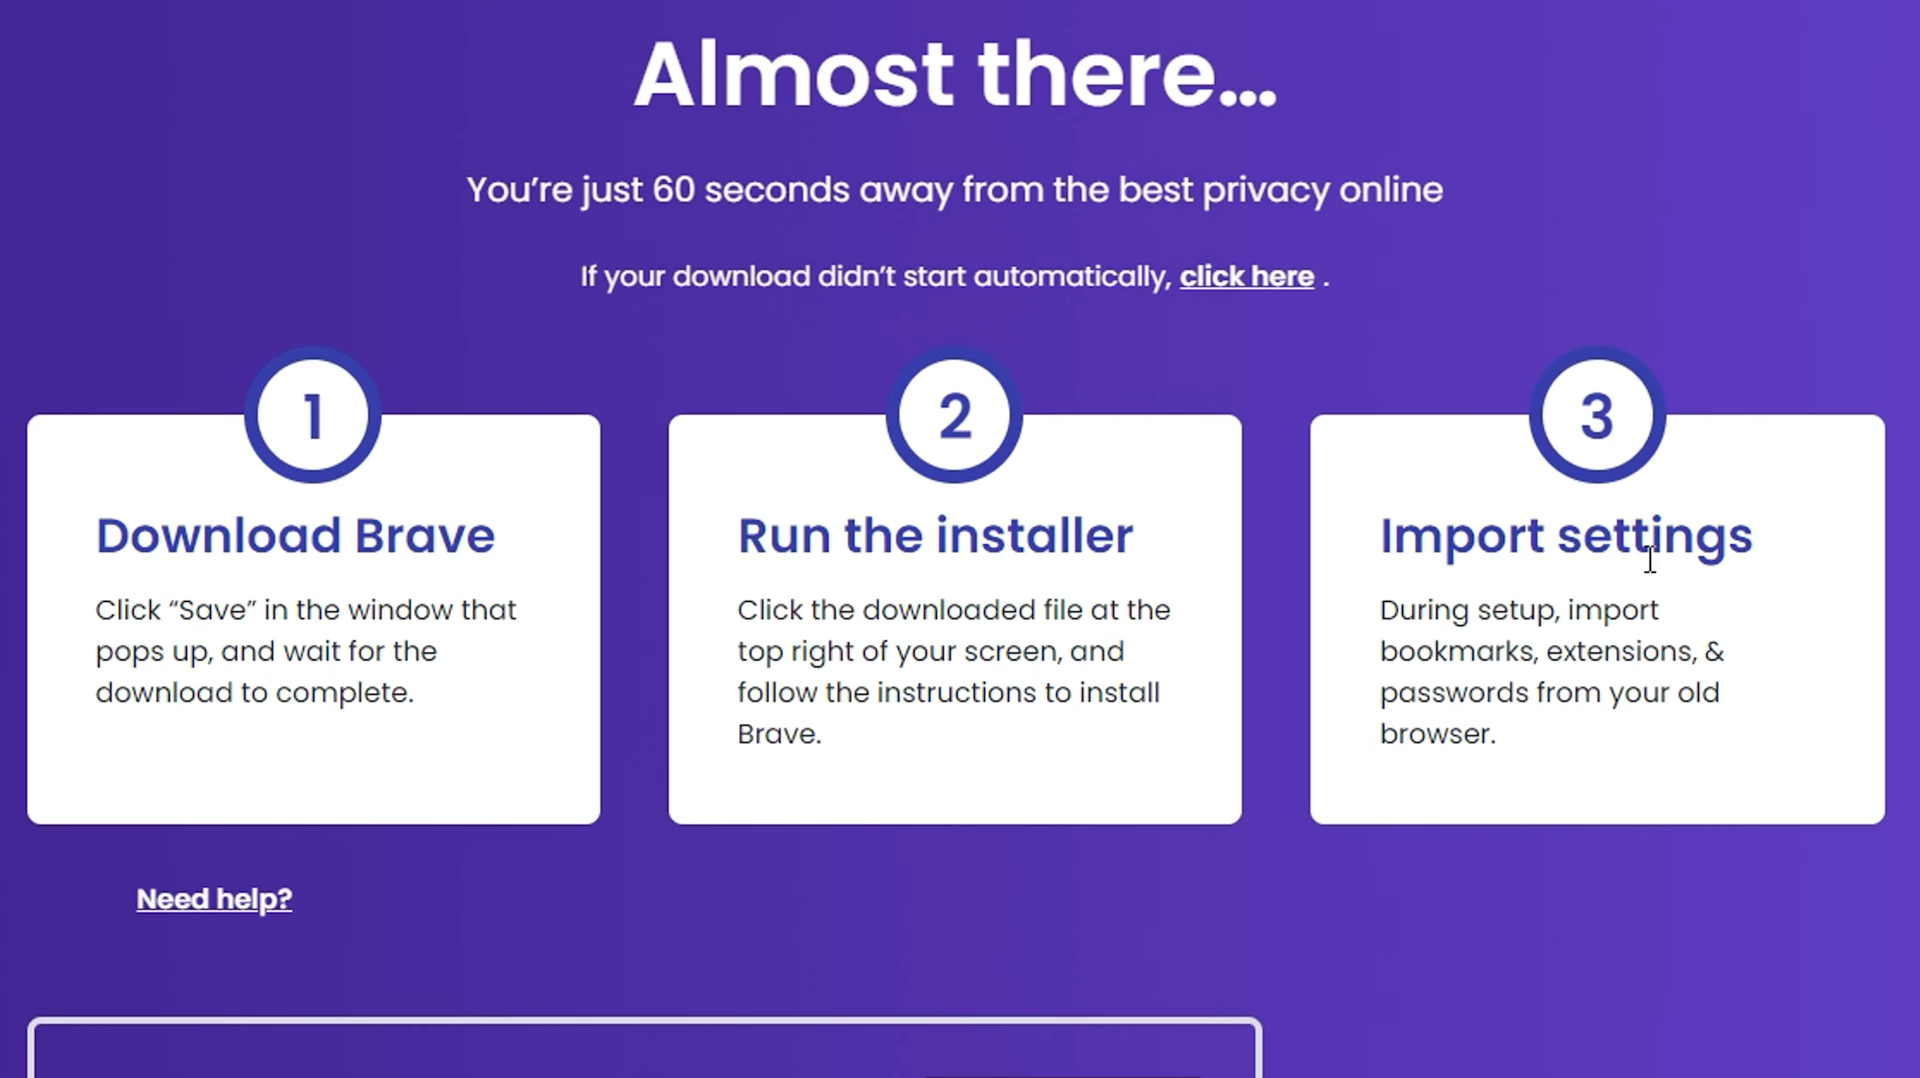 Almost there...
You’re just 60 seconds away from the best privacy online
If your download didn’t start automatically, click here .
1
Download Brave
Click “Save” in the window that
pops up, and wait for the
download to complete.
2
Run the installer
Click the downloaded file at the
top right of your screen, and
follow the instructions to install
Brave.
3
Import settings
During setup, import
bookmarks, extensions, &
passwords from your old
browser.
Need help?